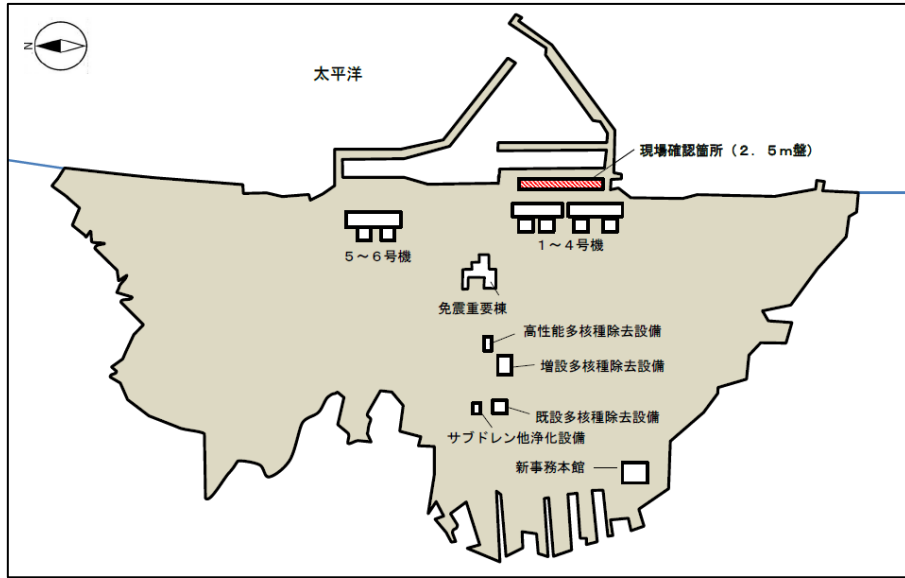 N
太平洋
現場確認箇所（２．５ｍ盤）
５～６号機
１～４号機
免震重要棟
高性能多核種除去設備
増設多核種除去設備
既設多核種除去設備
サブドレン他浄化設備
新事務本館